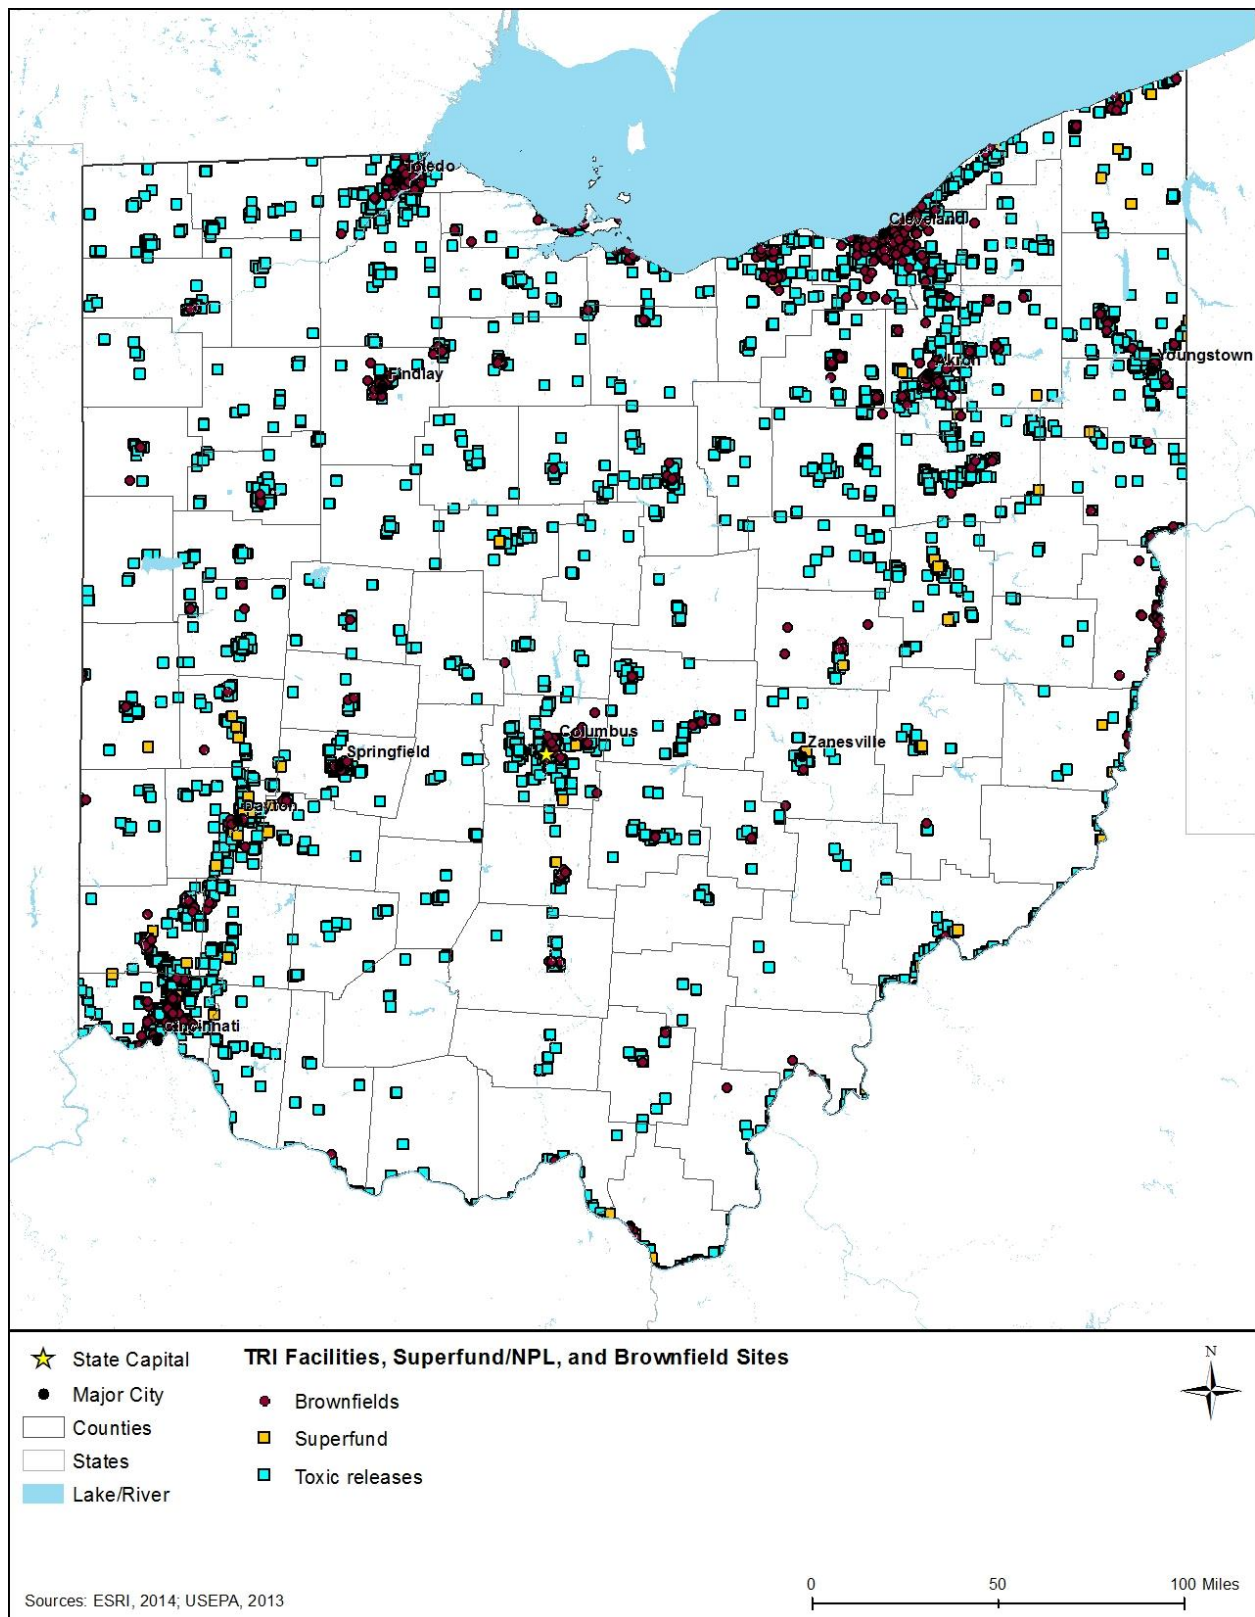 Toledo
Cleveland
Akron
Youngstown
Findlay
Columbus
Zanesville
Springfield
Dayton
Cincinnati
State Capital
Major City
Counties
States
Lake/River
TRI Facilities, Superfund/NPL, and Brownfield Sites
Brownfields
Superfund
Toxic releases
N
0 50 100 Miles
Sources: ESRI, 2014; USEPA, 2013